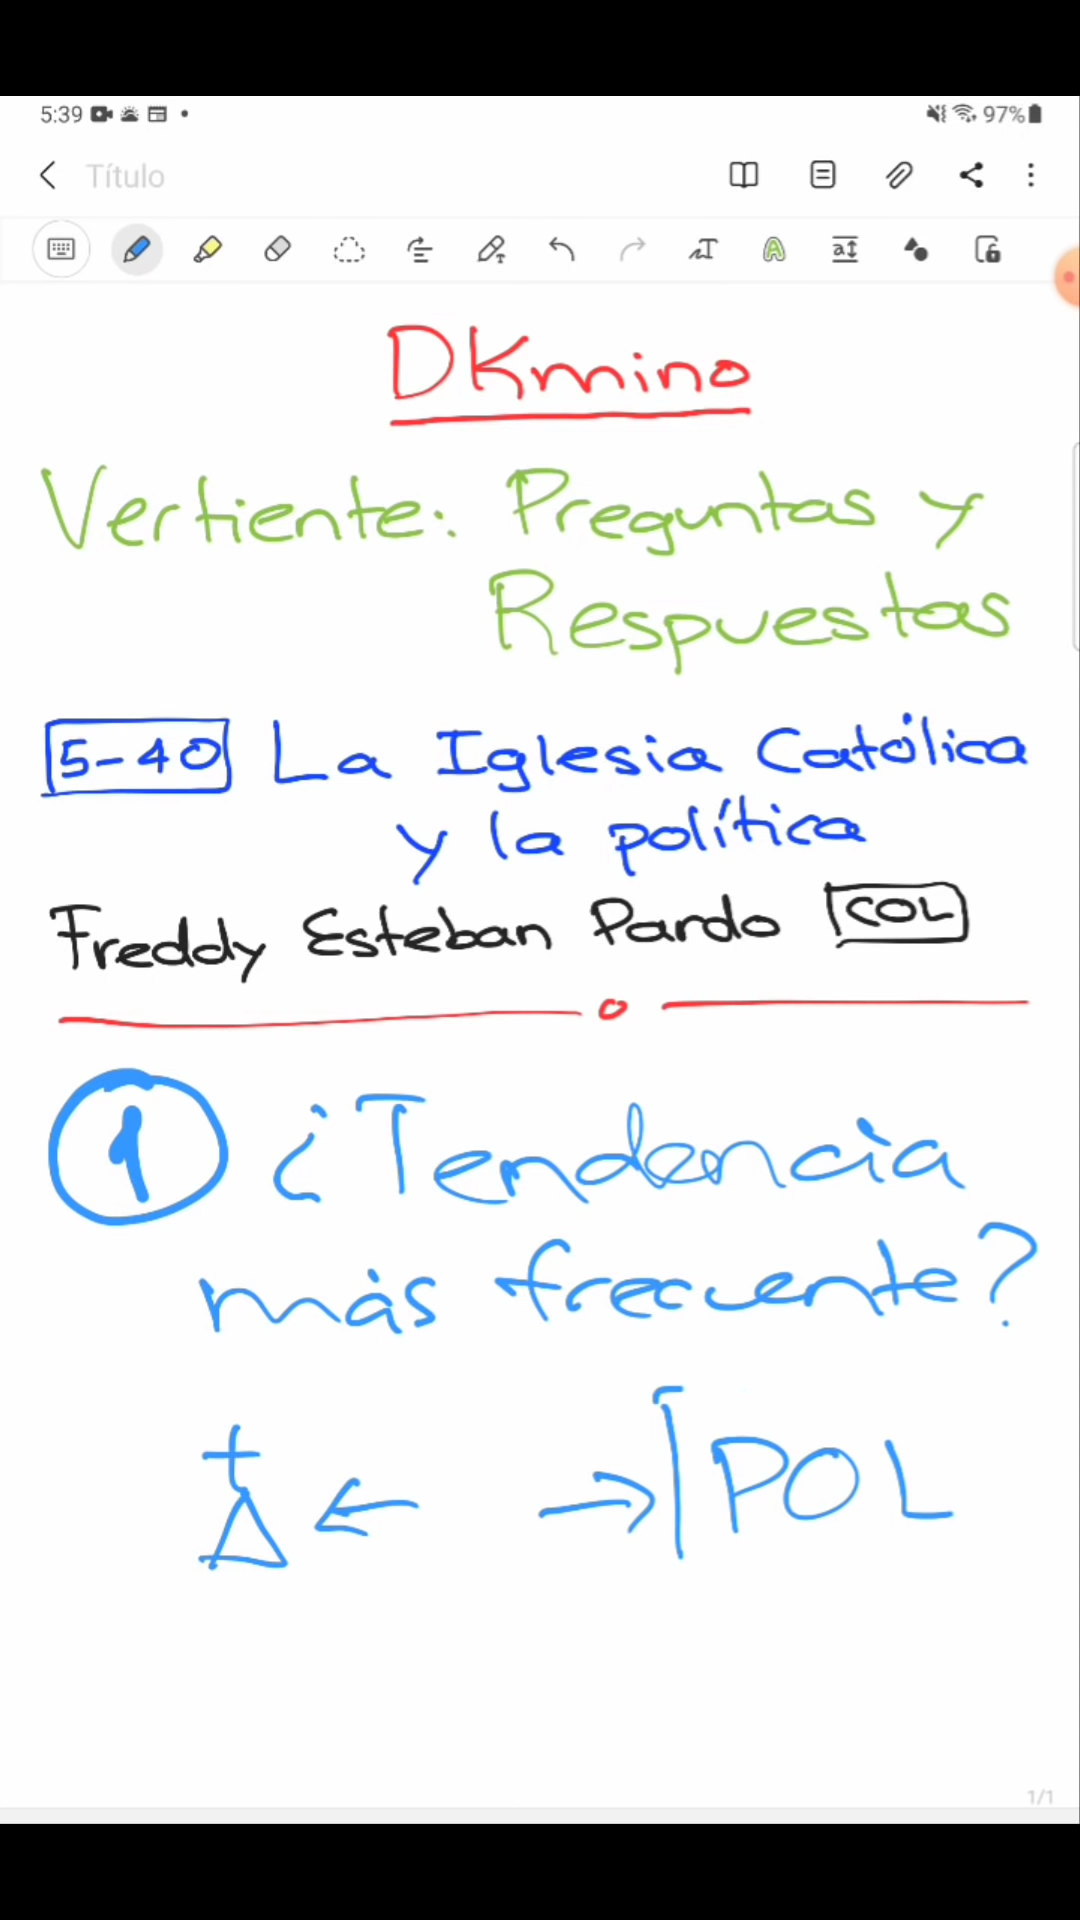 5:39
97%
Título
DKmino
Vertiente: Preguntas y
Respuestas
5-40 La Iglesia Católica
y la política
Freddy Esteban Pardo COL
1 ¿Tendencia
más frecuente?
POL
1/1